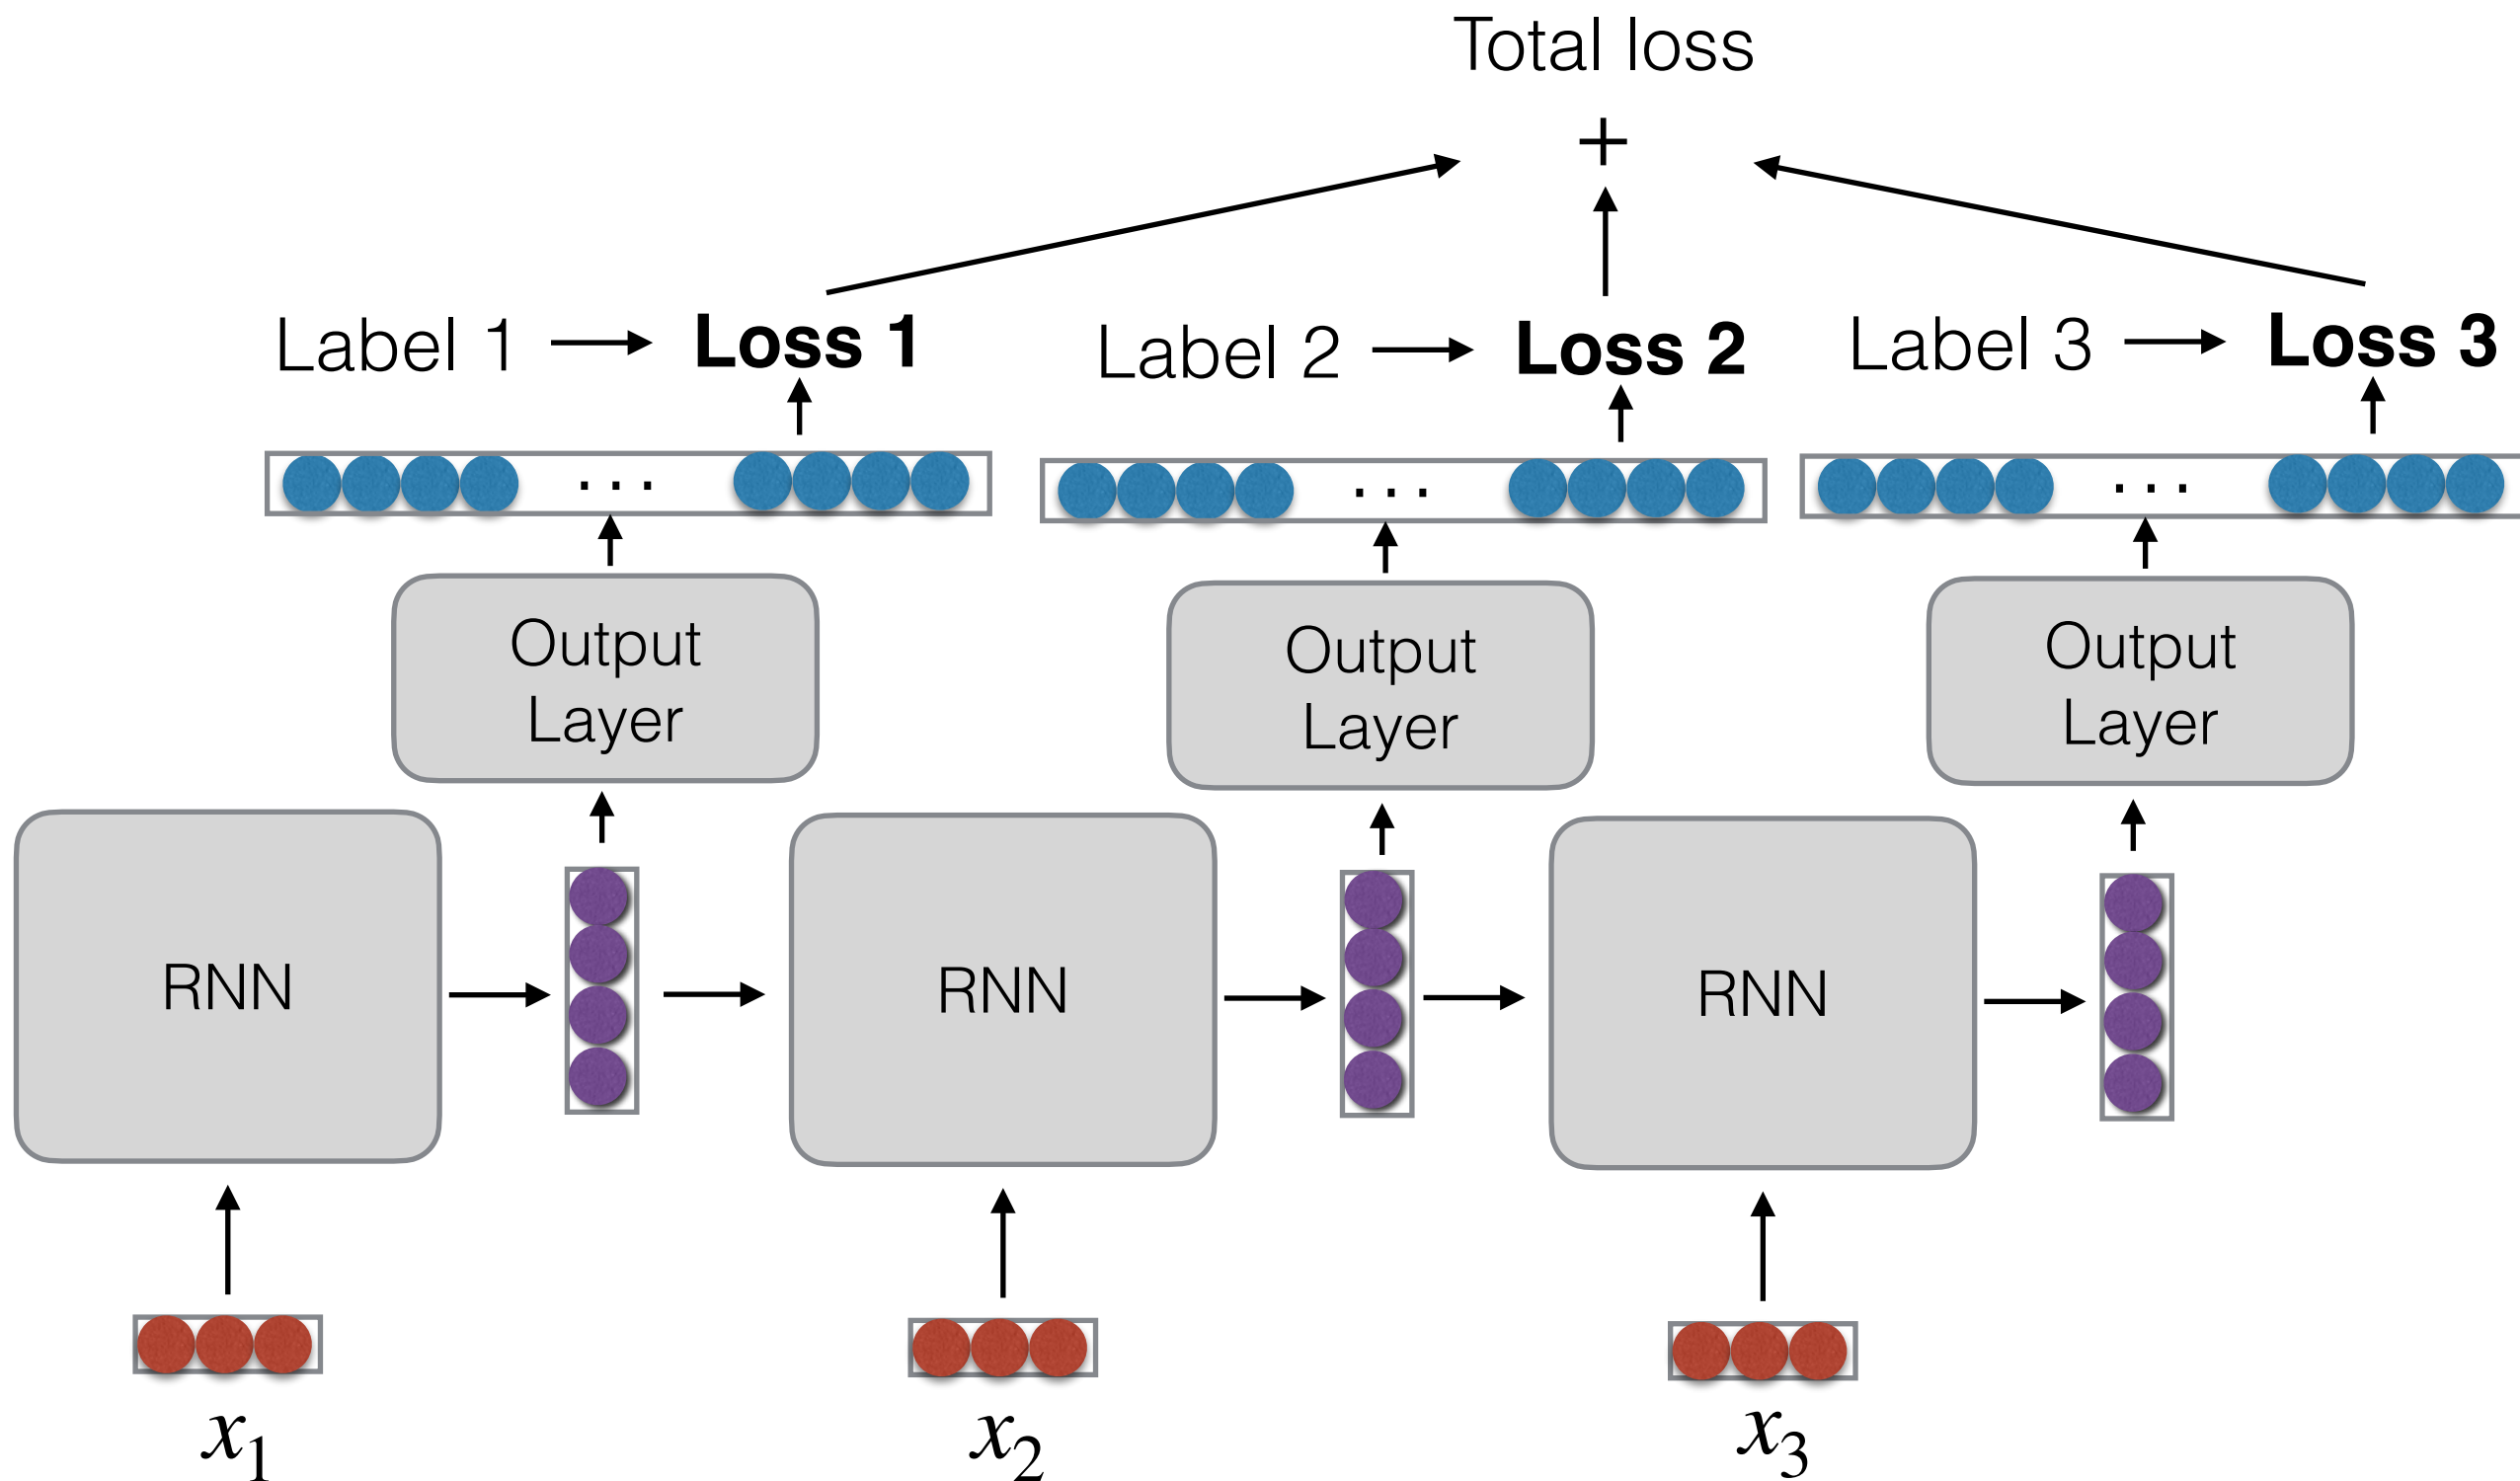 Total loss
+
Label 1 Loss 1 Label 2 Loss 2 Label 3 Loss 3
... ... ...
Output Layer
Output Layer
Output Layer
RNN RNN RNN
x1 x2 x3